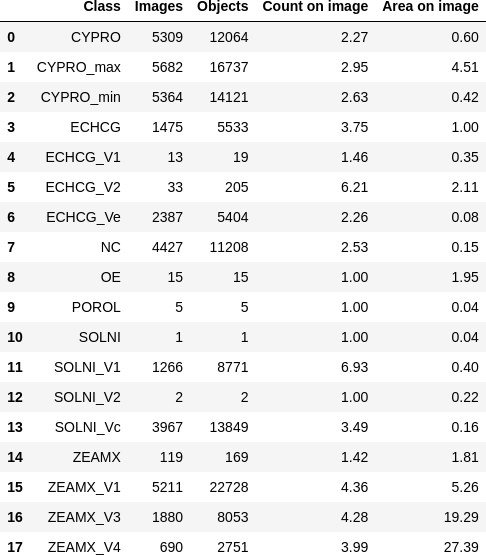 Class Images Objects Count on image Area on image
0 CYPRO 5309 12064 2.27 0.60
1 CYPRO_max 5682 16737 2.95 4.51
2 CYPRO_min 5364 14121 2.63 0.42
3 ECHCG 1475 5533 3.75 1.00
4 ECHCG_V1 13 19 1.46 0.35
5 ECHCG_V2 33 205 6.21 2.11
6 ECHCG_Ve 2387 5404 2.26 0.08
7 NC 4427 11208 2.53 0.15
8 OE 15 15 1.00 1.95
9 POROL 5 5 1.00 0.04
10 SOLNI 1 1 1.00 0.04
11 SOLNI_V1 1266 8771 6.93 0.40
12 SOLNI_V2 2 2 1.00 0.22
13 SOLNI_Vc 3967 13849 3.49 0.16
14 ZEAMX 119 169 1.42 1.81
15 ZEAMX_V1 5211 22728 4.36 5.26
16 ZEAMX_V3 1880 8053 4.28 19.29
17 ZEAMX_V4 690 2751 3.99 27.39